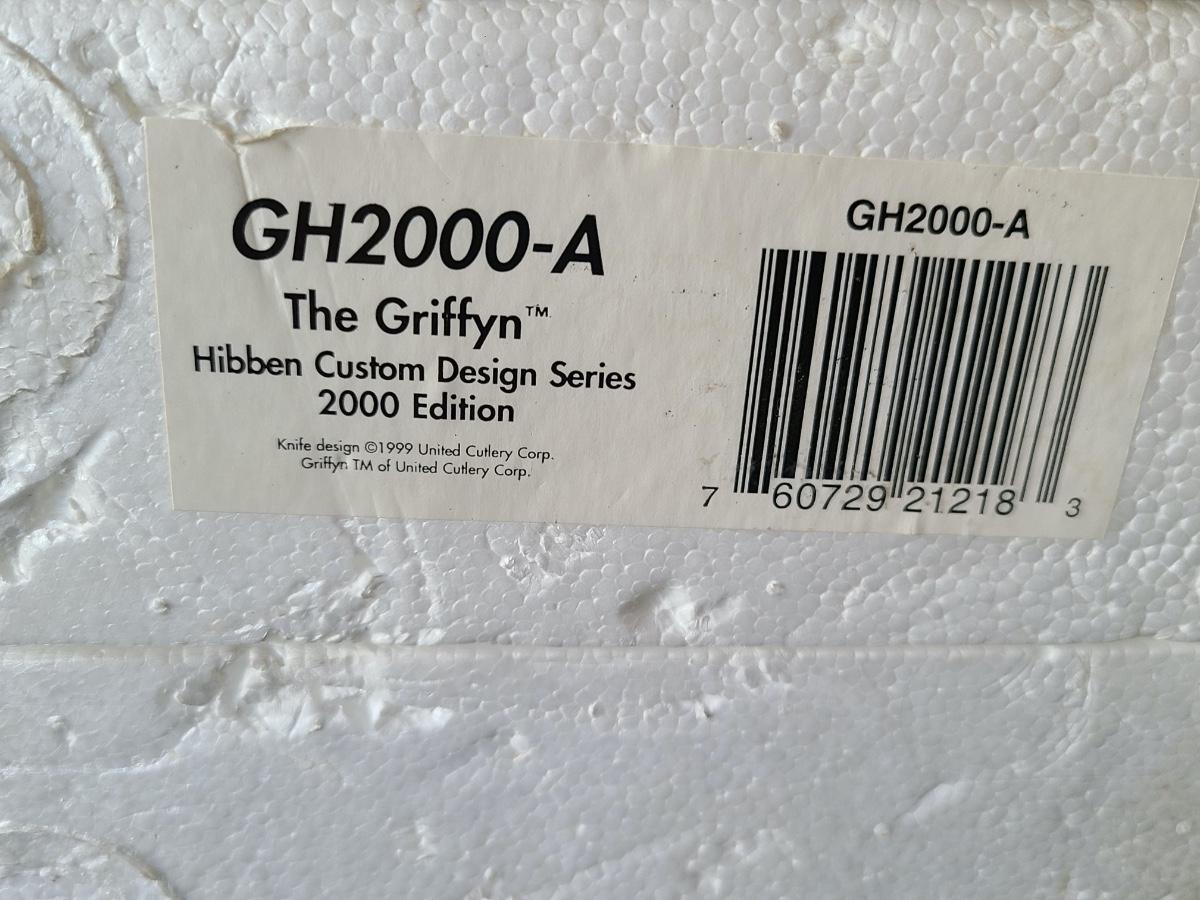 GH2000-A
The Griffyn™
Hibben Custom Design Series
2000 Edition
Knife design ©1999 United Cutlery Corp.
Griffyn TM of United Cutlery Corp.
GH2000-A
7 60729 21218 3